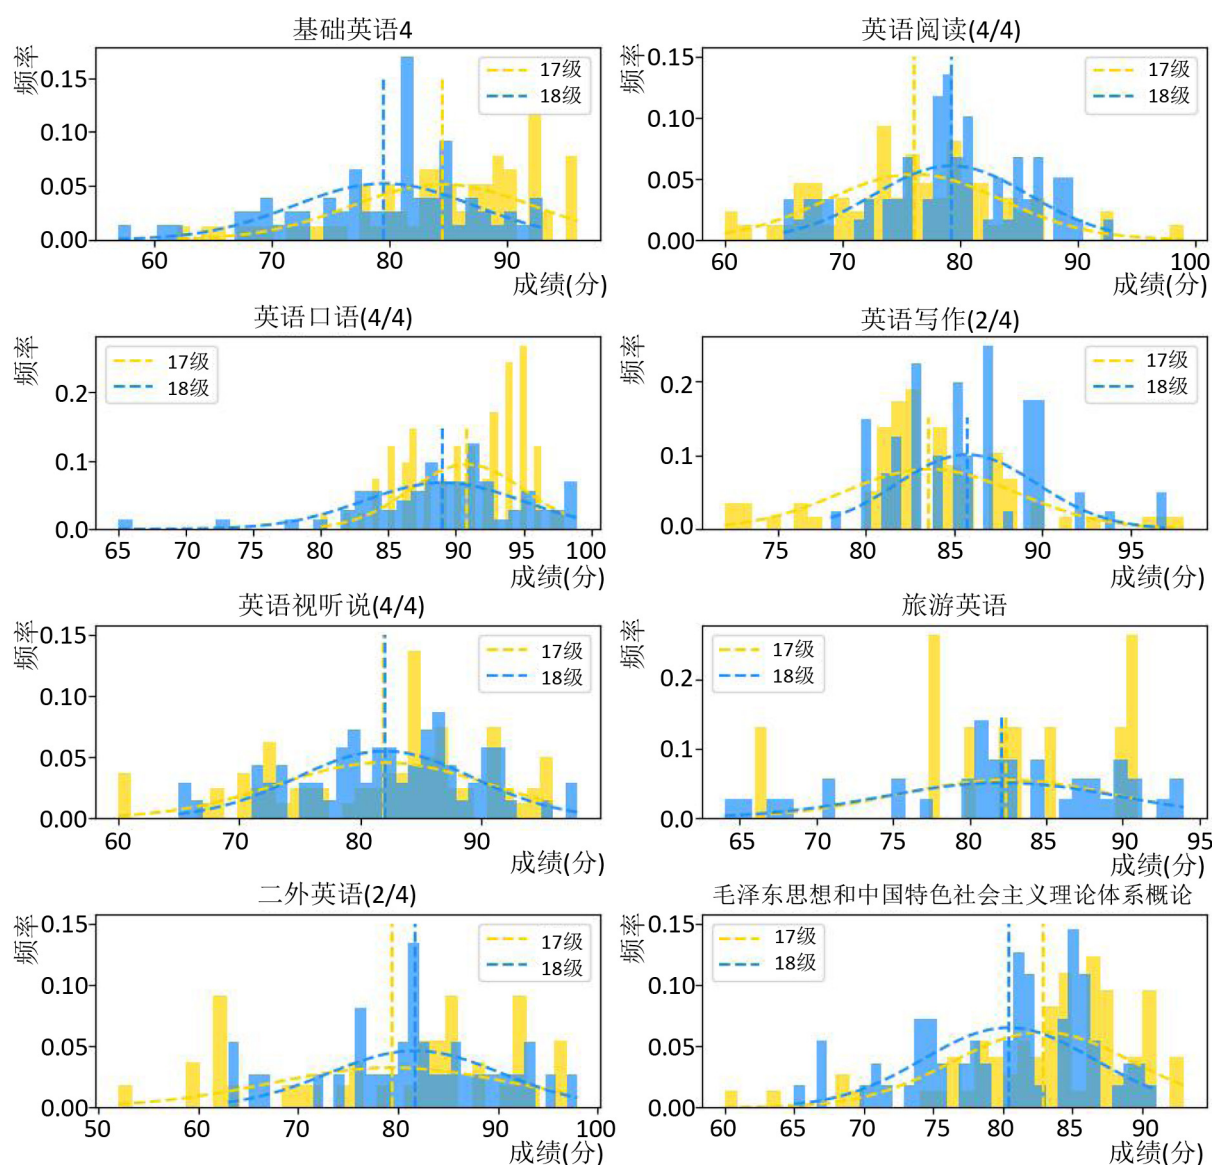 基础英语4
频率
0.15
0.10
0.05
0.00
17级
18级
60
70
80
90
成绩(分)
英语阅读(4/4)
频率
0.15
0.10
0.05
0.00
17级
18级
60
70
80
90
100
成绩(分)
英语口语(4/4)
频率
0.2
0.1
0.0
17级
18级
65
70
75
80
85
90
95
100
成绩(分)
英语写作(2/4)
频率
0.2
0.1
0.0
17级
18级
75
80
85
90
95
成绩(分)
英语视听说(4/4)
频率
0.15
0.10
0.05
0.00
17级
18级
60
70
80
90
成绩(分)
旅游英语
频率
0.2
0.1
0.0
17级
18级
65
70
75
80
85
90
95
成绩(分)
二外英语(2/4)
频率
0.15
0.10
0.05
0.00
17级
18级
50
60
70
80
90
100
成绩(分)
毛泽东思想和中国特色社会主义理论体系概论
频率
0.15
0.10
0.05
0.00
17级
18级
60
65
70
75
80
85
90
成绩(分)